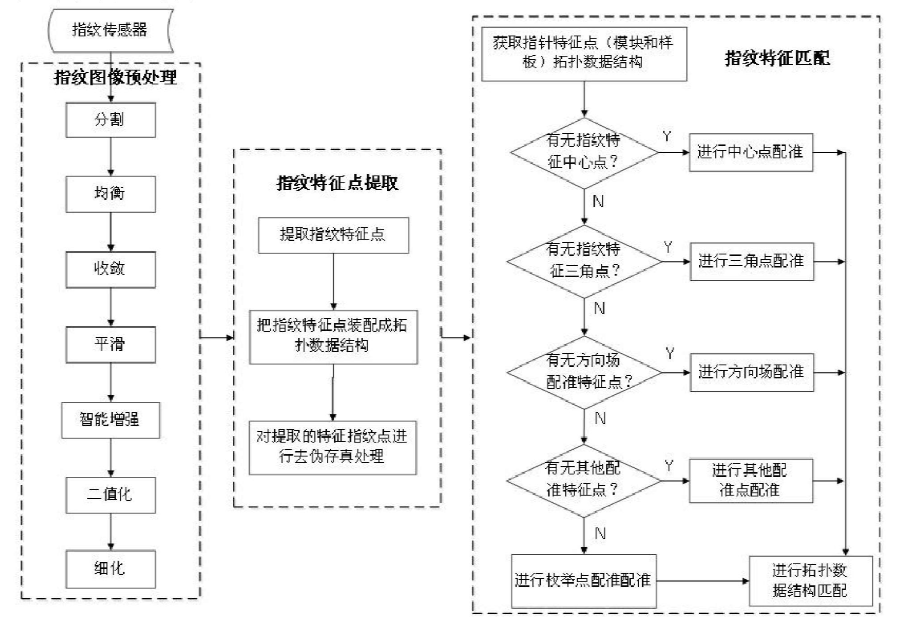 指纹传感器
指纹图像预处理
分割
均衡
收敛
平滑
智能增强
二值化
细化
指纹特征点提取
提取指纹特征点
把指纹特征点装配成拓
扑数据结构
对提取的特征指纹点进
行去伪存真处理
指纹特征匹配
获取指针特征点（模块和样
板）拓扑数据结构
有无指纹特
征中心点？
Y
进行中心点配准
N
有无指纹特
征三角点？
Y
进行三角点配准
N
有无方向场
配准特征点？
Y
进行方向场配准
N
有无其他配
准特征点？
Y
进行其他配
准点配准
N
进行枚举点配准配准
进行拓扑数
据结构匹配